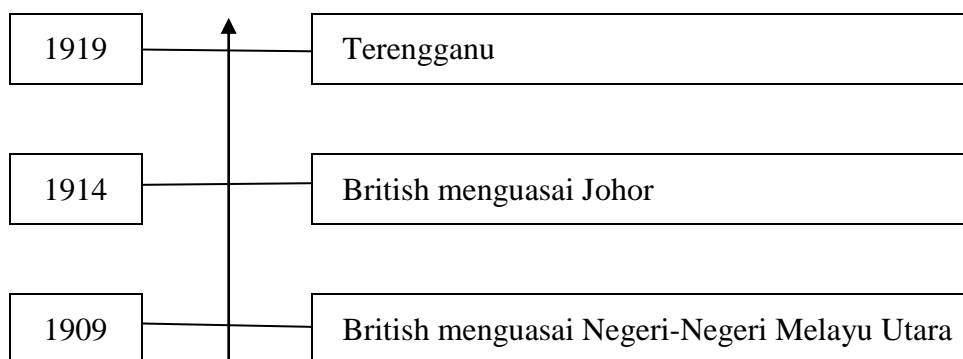 1919
Terengganu
1914
British menguasai Johor
1909
British menguasai Negeri-Negeri Melayu Utara